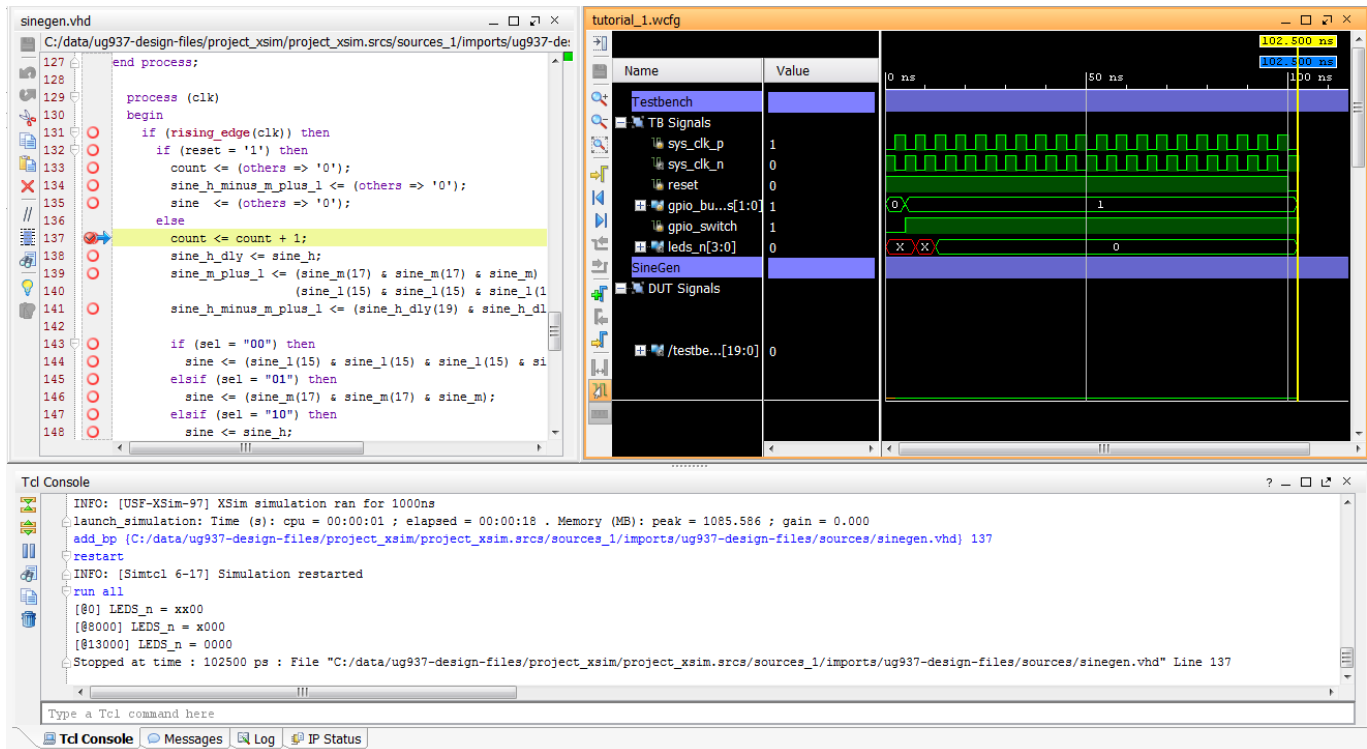 sinegen.vhd
C:/data/ug937-design-files/project_xsim/project_xsim.srcs/sources_1/imports/ug937-de:
127 end process;
128
129 process (clk)
130 begin
131 if (rising_edge(clk)) then
132 if (reset = '1') then
133 count <= (others => '0');
134 sine_h_minus_m_plus_l <= (others => '0');
135 sine <= (others => '0');
136 else
137 count <= count + 1;
138 sine_h_dly <= sine_h;
139 sine_m_plus_l <= (sine_m(17) & sine_m(17) & sine_m)
140 (sine_l(15) & sine_l(15) & sine_l(1
141 sine_h_minus_m_plus_l <= (sine_h_dly(19) & sine_h_dl
142
143 if (sel = "00") then
144 sine <= (sine_l(15) & sine_l(15) & sine_l(15) & si
145 elsif (sel = "01") then
146 sine <= (sine_m(17) & sine_m(17) & sine_m);
147 elsif (sel = "10") then
148 sine <= sine_h;
tutorial_1.wcfg
102.500 ns
102.500 ns
Name Value 0 ns 50 ns 100 ns
Testbench
TB Signals
sys_clk_p 1
sys_clk_n 0
reset 0
gpio_bu...s[1:0] 1 0 1
gpio_switch 1
leds_n[3:0] 0 X X 0
SineGen
DUT Signals
/testbe...[19:0] 0
Tcl Console
INFO: [USF-XSim-97] XSim simulation ran for 1000ns
launch_simulation: Time (s): cpu = 00:00:01 ; elapsed = 00:00:18 . Memory (MB): peak = 1085.586 ; gain = 0.000
add_bp {C:/data/ug937-design-files/project_xsim/project_xsim.srcs/sources_1/imports/ug937-design-files/sources/sinegen.vhd} 137
restart
INFO: [Simtcl 6-17] Simulation restarted
run all
[@0] LEDS_n = xx00
[@8000] LEDS_n = x000
[@13000] LEDS_n = 0000
Stopped at time : 102500 ps : File "C:/data/ug937-design-files/project_xsim/project_xsim.srcs/sources_1/imports/ug937-design-files/sources/sinegen.vhd" Line 137
Type a Tcl command here
Tcl Console Messages Log IP Status